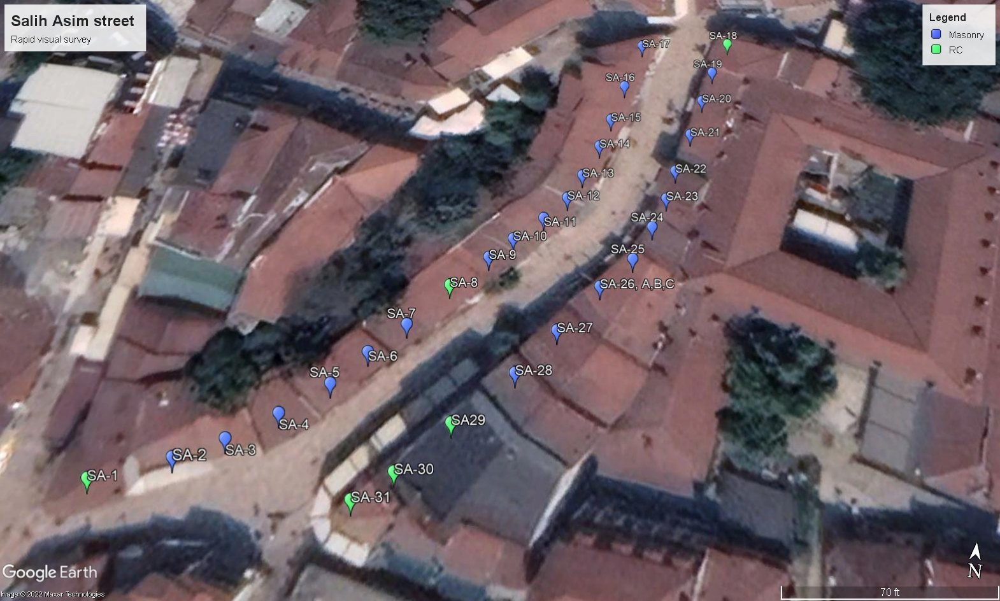 Salih Asim street
Rapid visual survey
Legend
Masonry
RC
SA-17
SA-18
SA-19
SA-16
SA-20
SA-15
SA-21
SA-14
SA-22
SA-13
SA-12
SA-23
SA-24
SA-11
SA-10
SA-25
SA-9
SA-8
SA-26, A,B,C
SA-7
SA-27
SA-6
SA-28
SA-5
SA-4
SA29
SA-3
SA-2
SA-30
SA-1
SA-31
Google Earth
N
Image © 2022 Maxar Technologies
70 ft